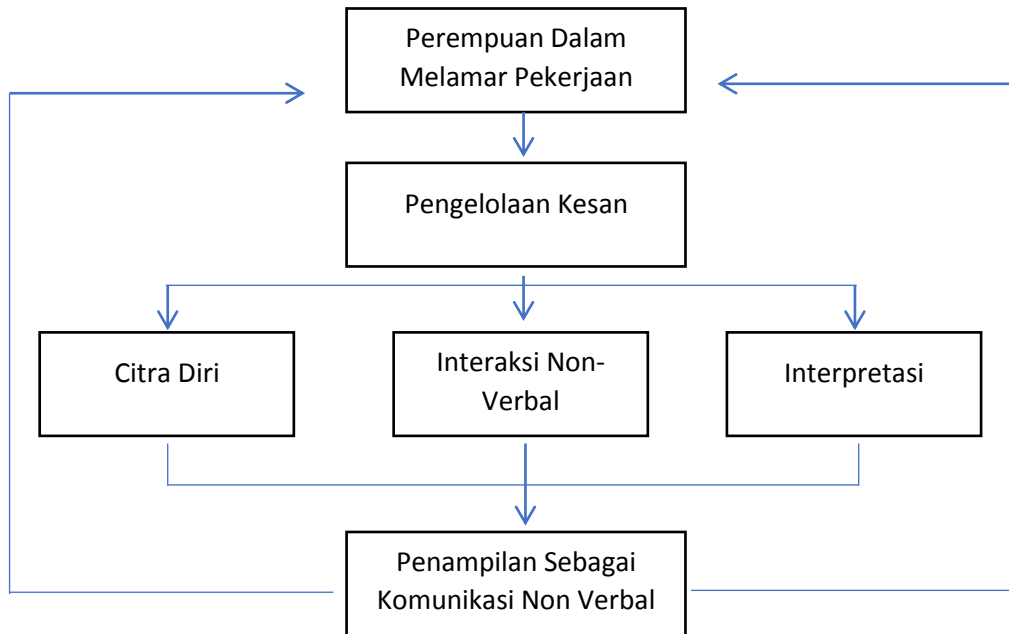 Perempuan Dalam
Melamar Pekerjaan
Pengelolaan Kesan
Citra Diri
Interaksi Non-
Verbal
Interpretasi
Penampilan Sebagai
Komunikasi Non Verbal